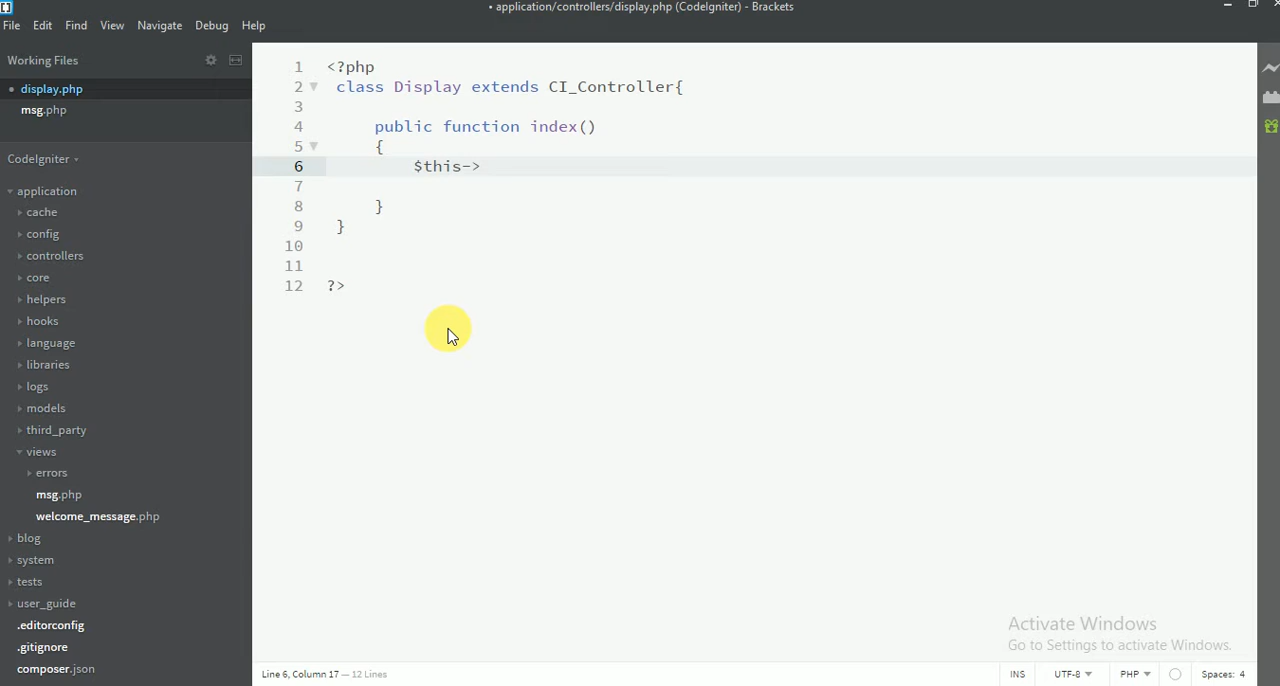 • application/controllers/display.php (CodeIgniter) - Brackets
File Edit Find View Navigate Debug Help
Working Files
• display.php
msg.php
CodeIgniter
application
cache
config
controllers
core
helpers
hooks
language
libraries
logs
models
third_party
views
errors
msg.php
welcome_message.php
blog
system
tests
user_guide
.editorconfig
.gitignore
composer.json
1 <?php
2 class Display extends CI_Controller{
3
4 public function index()
5 {
6 $this->
7
8 }
9 }
10
11
12 ?>
Activate Windows
Go to Settings to activate Windows.
Line 6, Column 17 — 12 Lines
INS UTF-8 PHP Spaces: 4